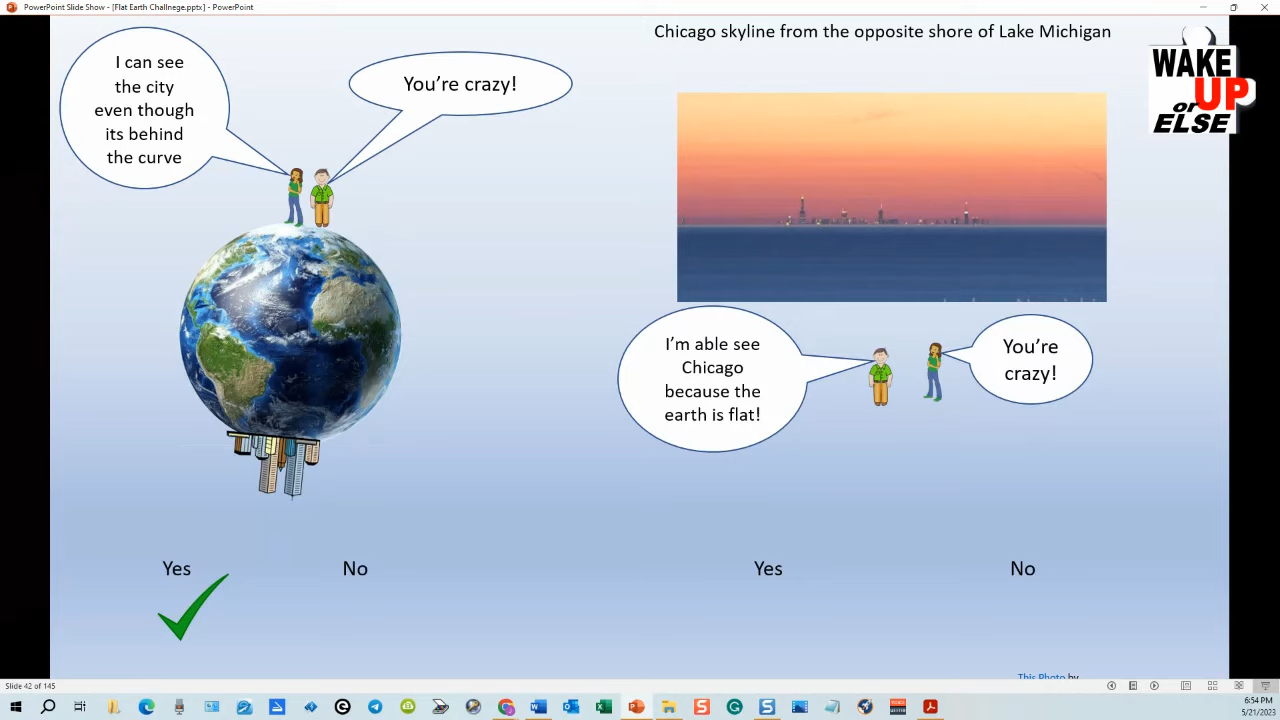 PowerPoint Slide Show - [Flat Earth Challnege.pptx] - PowerPoint
Chicago skyline from the opposite shore of Lake Michigan
WAKE
UP
or
ELSE
I can see
the city
even though
its behind
the curve
You're crazy!
I'm able see
Chicago
because the
earth is flat!
You're
crazy!
Yes
No
Yes
No
This Photo by
Slide 42 of 145
6:54 PM
5/21/2023